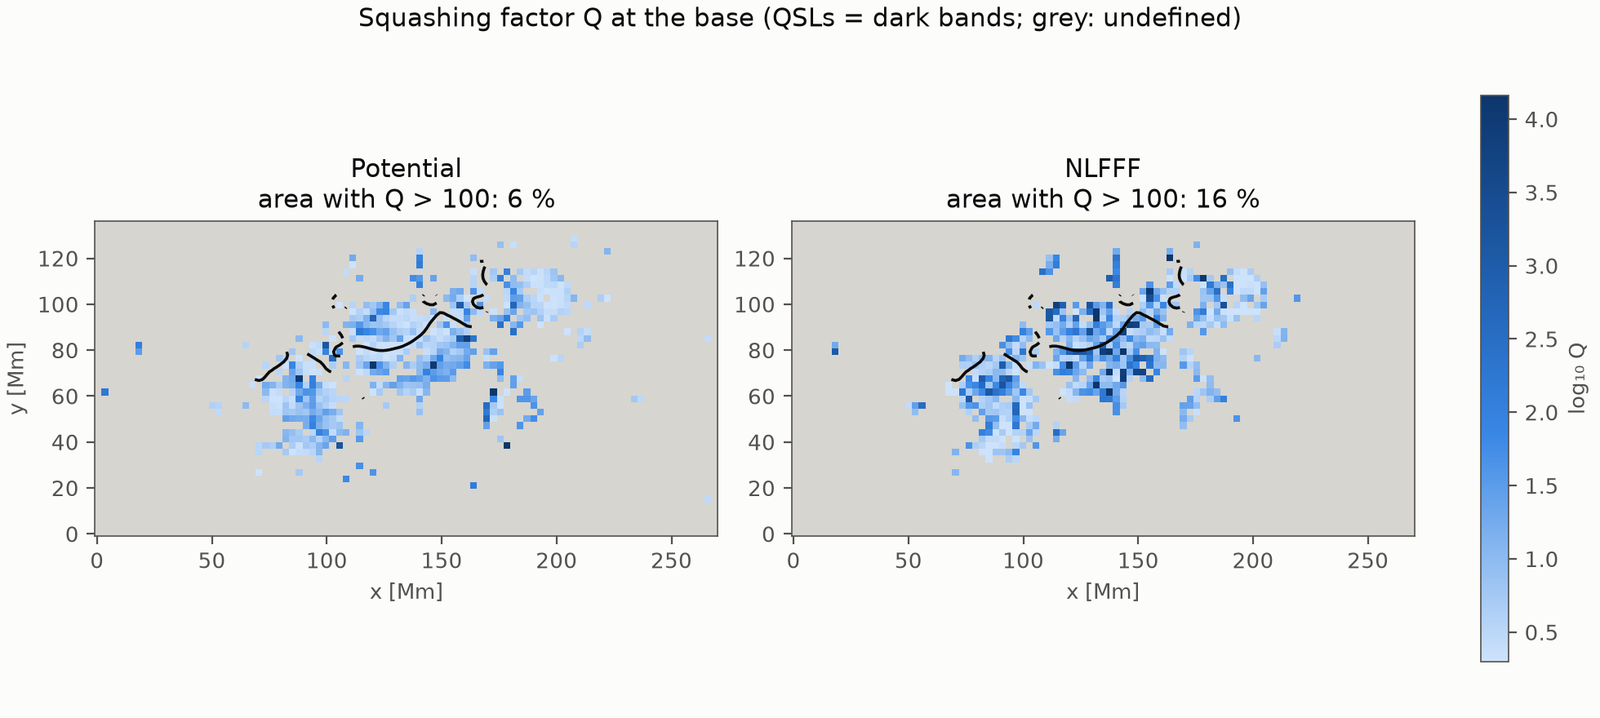 Squashing factor Q at the base (QSLs = dark bands; grey: undefined)
Potential
area with Q > 100: 6 %
NLFFF
area with Q > 100: 16 %
y [Mm]
120
100
80
60
40
20
0
0 50 100 150 200 250
x [Mm]
120
100
80
60
40
20
0
0 50 100 150 200 250
x [Mm]
4.0
3.5
3.0
2.5
2.0
1.5
1.0
0.5
log₁₀ Q